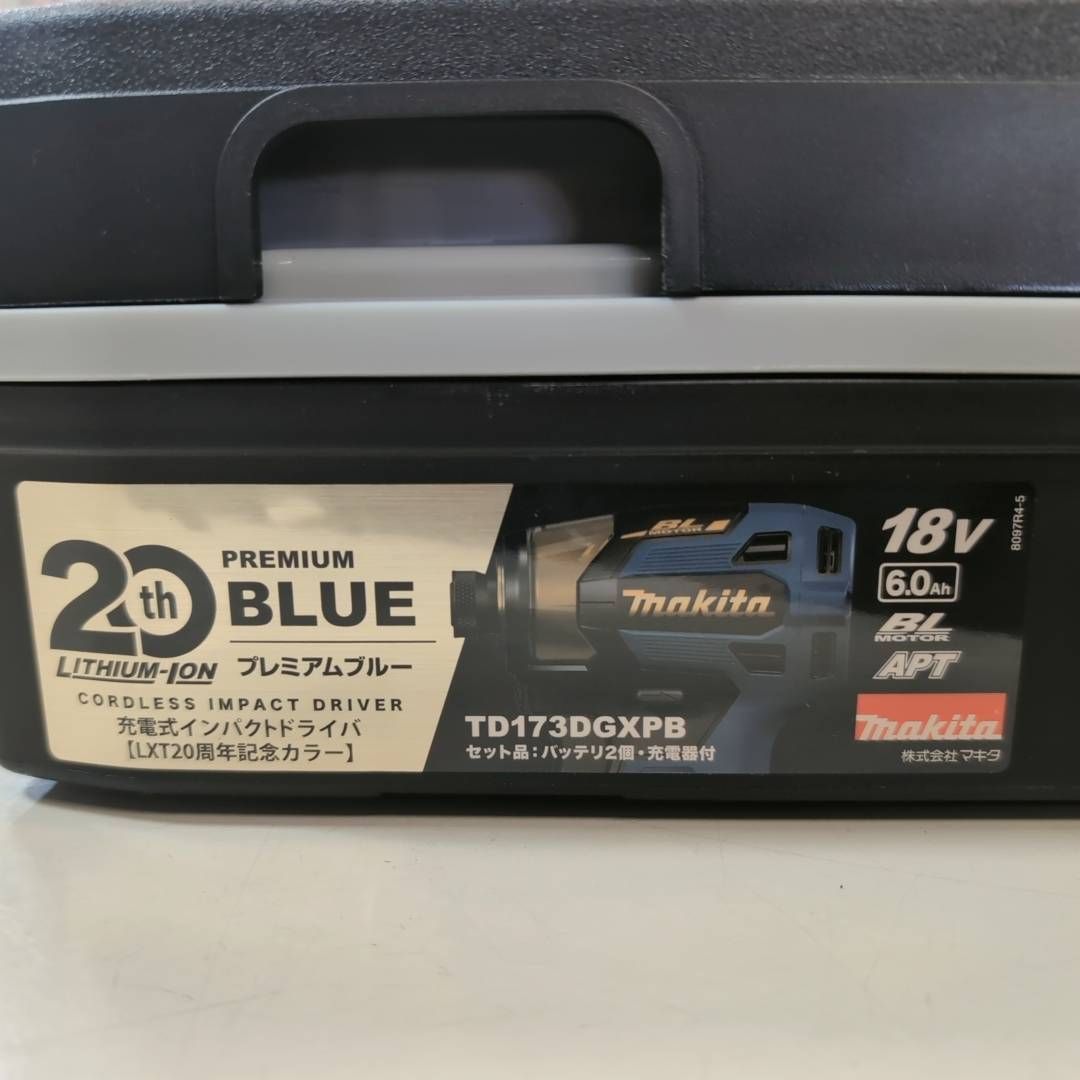 20th
LITHIUM-ION
PREMIUM
BLUE
プレミアムブルー
CORDLESS IMPACT DRIVER
充電式インパクトドライバ
【LXT20周年記念カラー】
BL
MOTOR
makita
TD173DGXPB
セット品:バッテリ2個・充電器付
18V
6.0Ah
BL
MOTOR
APT
makita
株式会社マキタ
8097R4-5